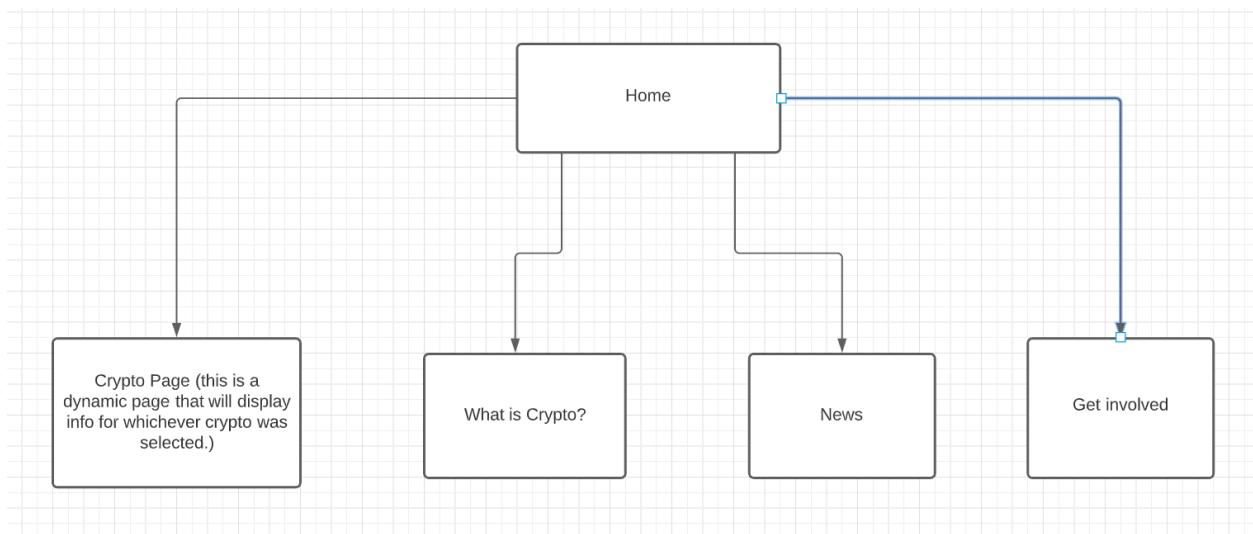 Home
Crypto Page (this is a
dynamic page that will display
info for whichever crypto was
selected.)
What is Crypto?
News
Get involved